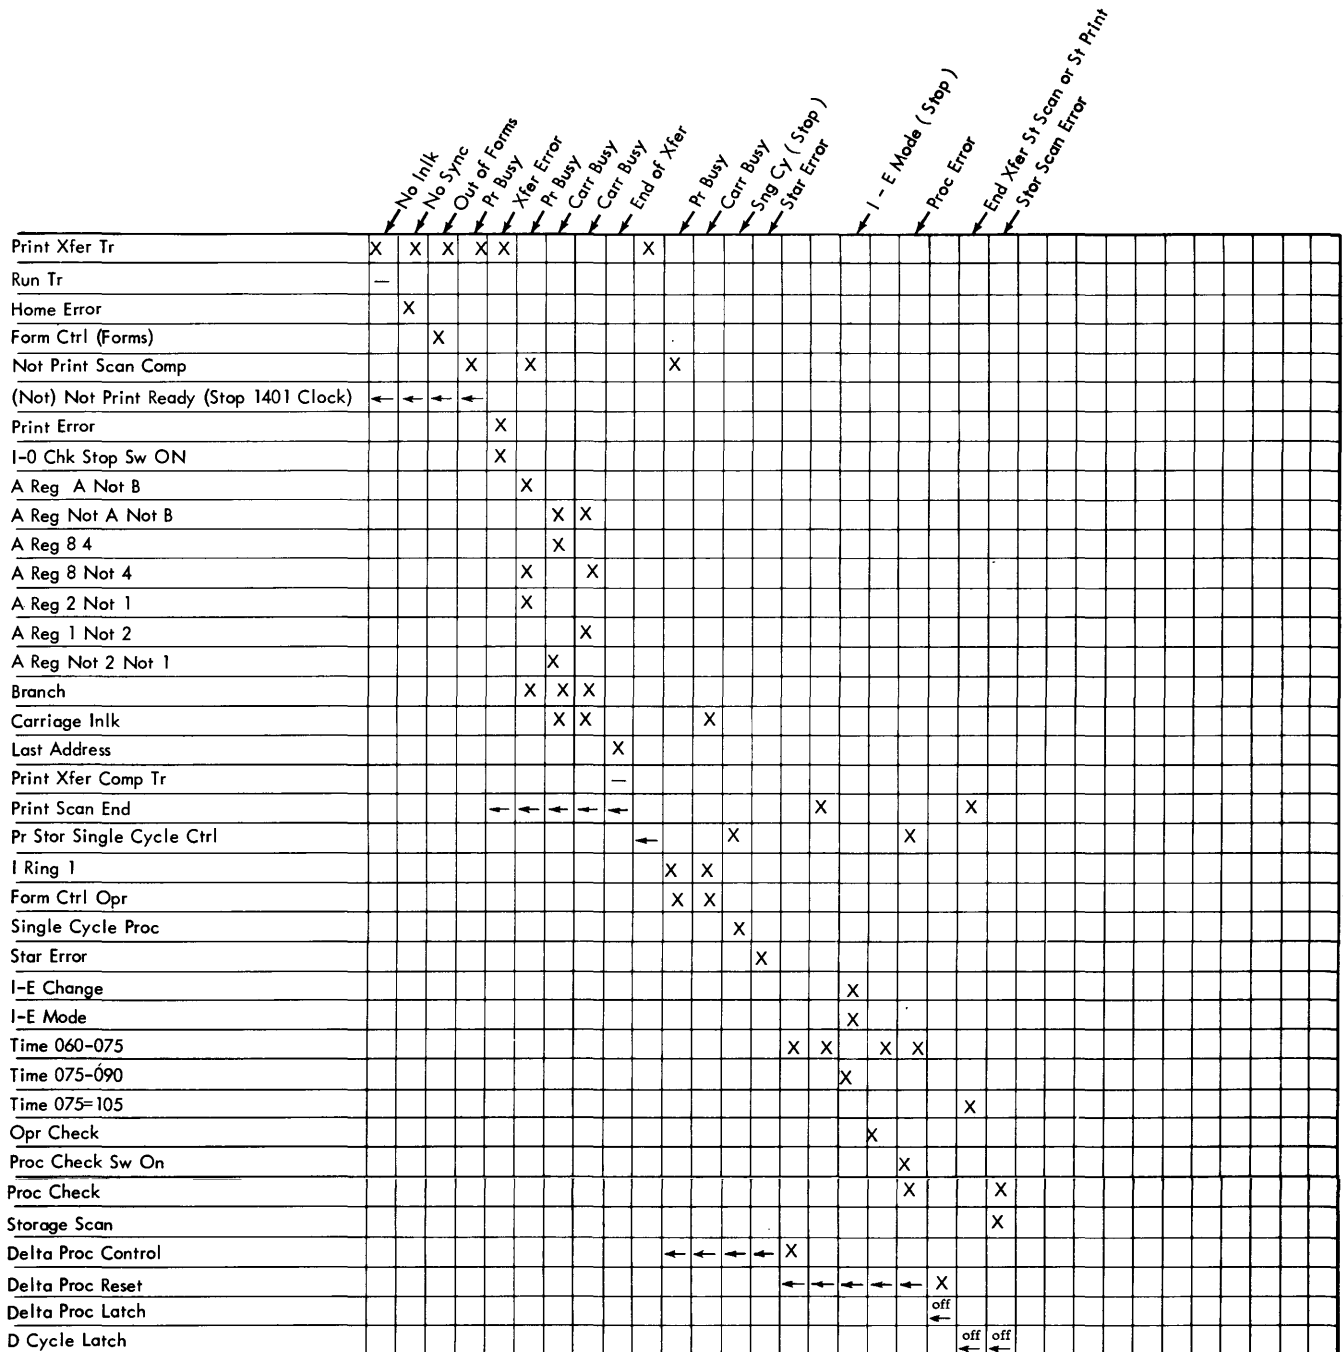 No Inlk
No Sync
Out of Forms
Pr Busy
Xfer Error
Pr Busy
Carr Busy
Carr Busy
End of Xfer
Pr Busy
Carr Busy
Sng Cy ( Stop )
Star Error
I - E Mode ( Stop )
Proc Error
End Xfer St Scan or St Print
Stor Scan Error
Print Xfer Tr X X X X X X
Run Tr —
Home Error X
Form Ctrl (Forms) X
Not Print Scan Comp X X X
(Not) Not Print Ready (Stop 1401 Clock) ← ← ← ←
Print Error X
I-0 Chk Stop Sw ON X
A Reg A Not B X
A Reg Not A Not B X X
A Reg 8 4 X
A Reg 8 Not 4 X X
A Reg 2 Not 1 X
A Reg 1 Not 2 X
A Reg Not 2 Not 1 X
Branch X X X
Carriage Inlk X X X
Last Address X
Print Xfer Comp Tr —
Print Scan End ← ← ← ← ← X X
Pr Stor Single Cycle Ctrl ← X X
I Ring 1 X X
Form Ctrl Opr X X
Single Cycle Proc X
Star Error X
I-E Change X
I-E Mode X
Time 060-075 X X X X
Time 075-090 X
Time 075=105 X
Opr Check X
Proc Check Sw On X
Proc Check X X
Storage Scan X
Delta Proc Control ← ← ← ← X
Delta Proc Reset ← ← ← ← ← X
Delta Proc Latch off ←
D Cycle Latch off ← off ←